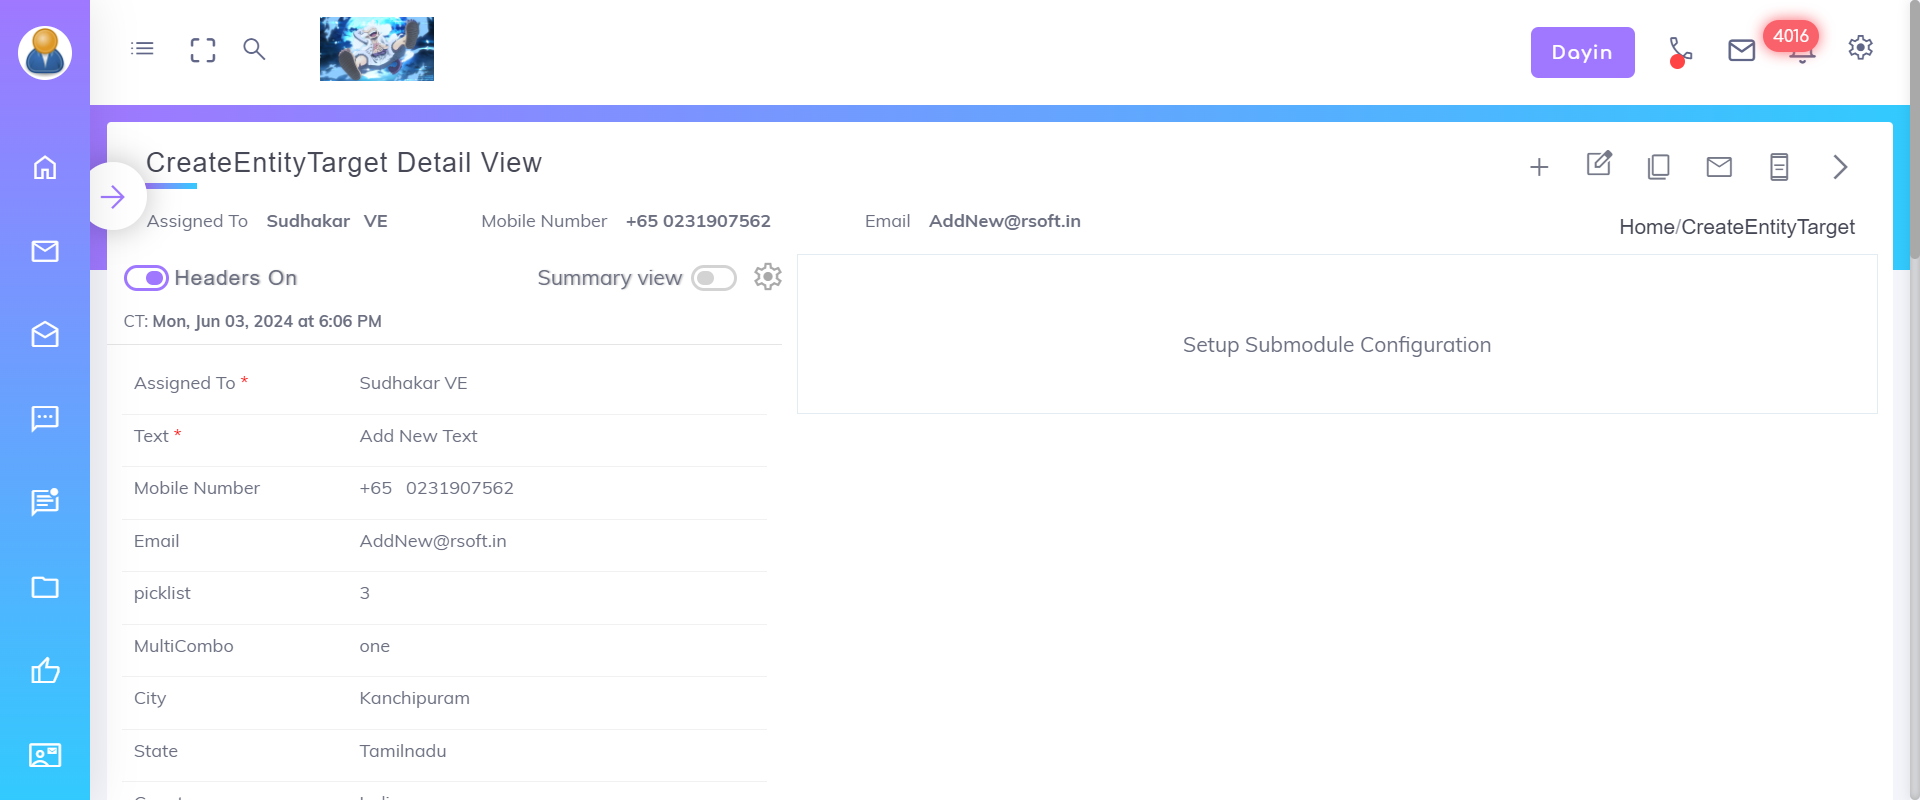 Dayin
4016
CreateEntityTarget Detail View
Assigned To Sudhakar VE Mobile Number +65 0231907562 Email AddNew@rsoft.in
Home/CreateEntityTarget
Headers On Summary view
Setup Submodule Configuration
CT: Mon, Jun 03, 2024 at 6:06 PM
Assigned To * Sudhakar VE
Text * Add New Text
Mobile Number +65 0231907562
Email AddNew@rsoft.in
picklist 3
MultiCombo one
City Kanchipuram
State Tamilnadu